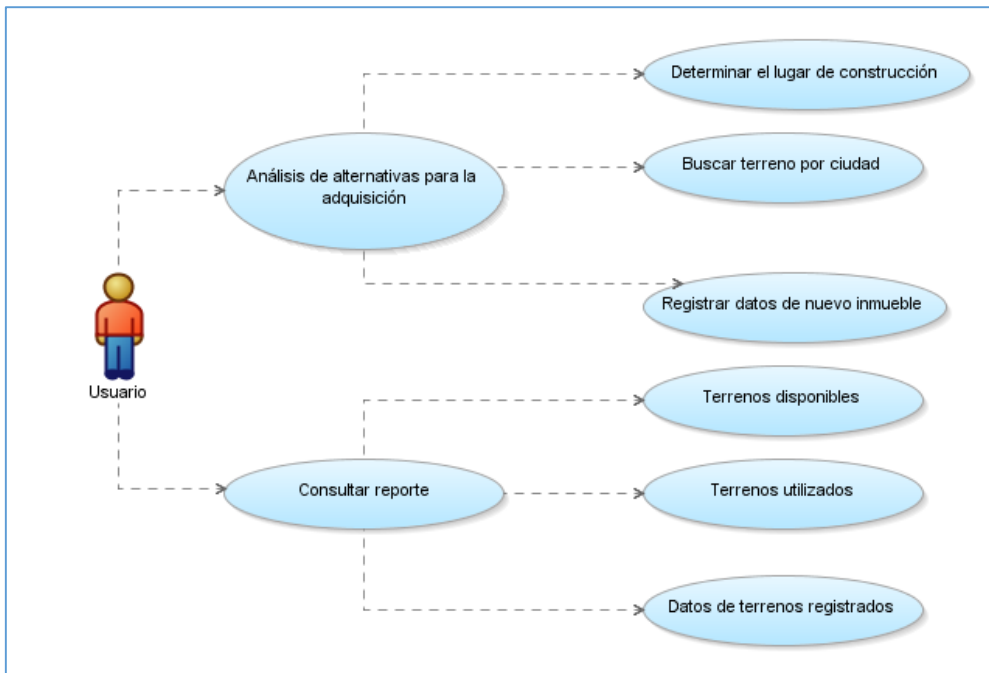 Determinar el lugar de construcción
Análisis de alternativas para la
adquisición
Buscar terreno por ciudad
Registrar datos de nuevo inmueble
Usuario
Terrenos disponibles
Consultar reporte
Terrenos utilizados
Datos de terrenos registrados